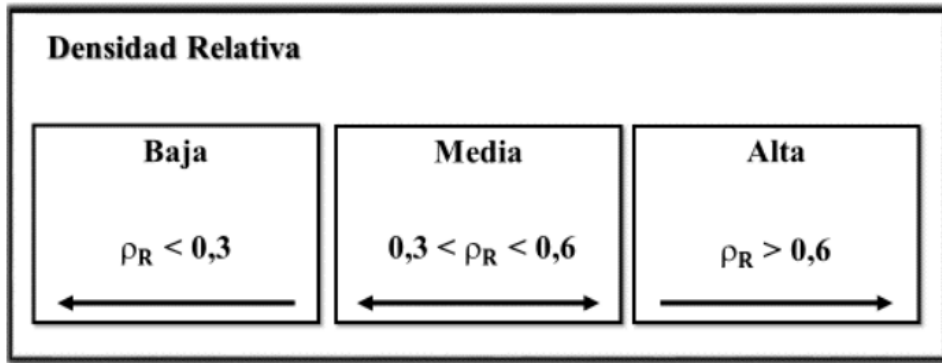 Densidad Relativa
Baja
ρR < 0,3
Media
0,3 < ρR < 0,6
Alta
ρR > 0,6